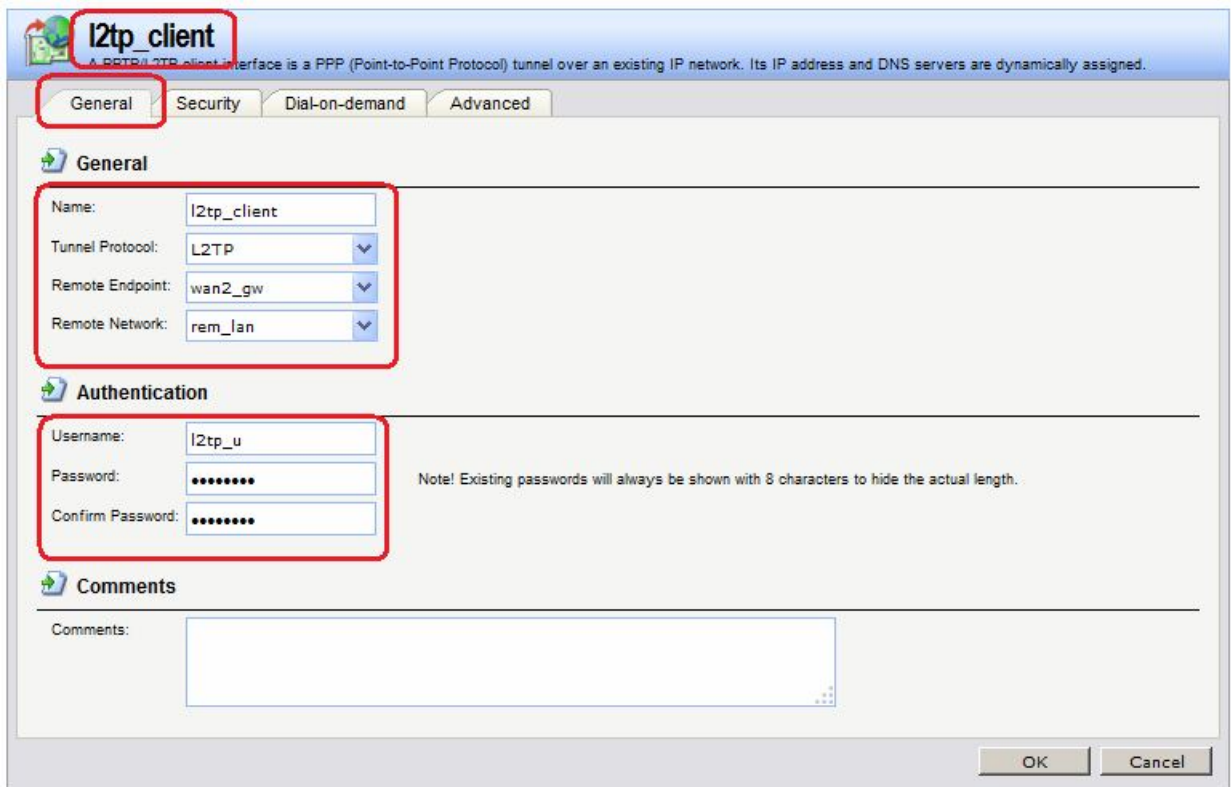 l2tp_client
A PPTP/L2TP client interface is a PPP (Point-to-Point Protocol) tunnel over an existing IP network. Its IP address and DNS servers are dynamically assigned.
General Security Dial-on-demand Advanced
General
Name: l2tp_client
Tunnel Protocol: L2TP
Remote Endpoint: wan2_gw
Remote Network: rem_lan
Authentication
Username: l2tp_u
Password: ●●●●●●●● Note! Existing passwords will always be shown with 8 characters to hide the actual length.
Confirm Password: ●●●●●●●●
Comments
Comments:
OK Cancel